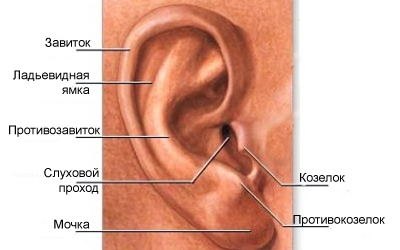 Завиток
Ладьевидная
ямка
Противозавиток
Слуховой
проход
Мочка
Козелок
Противокозелок